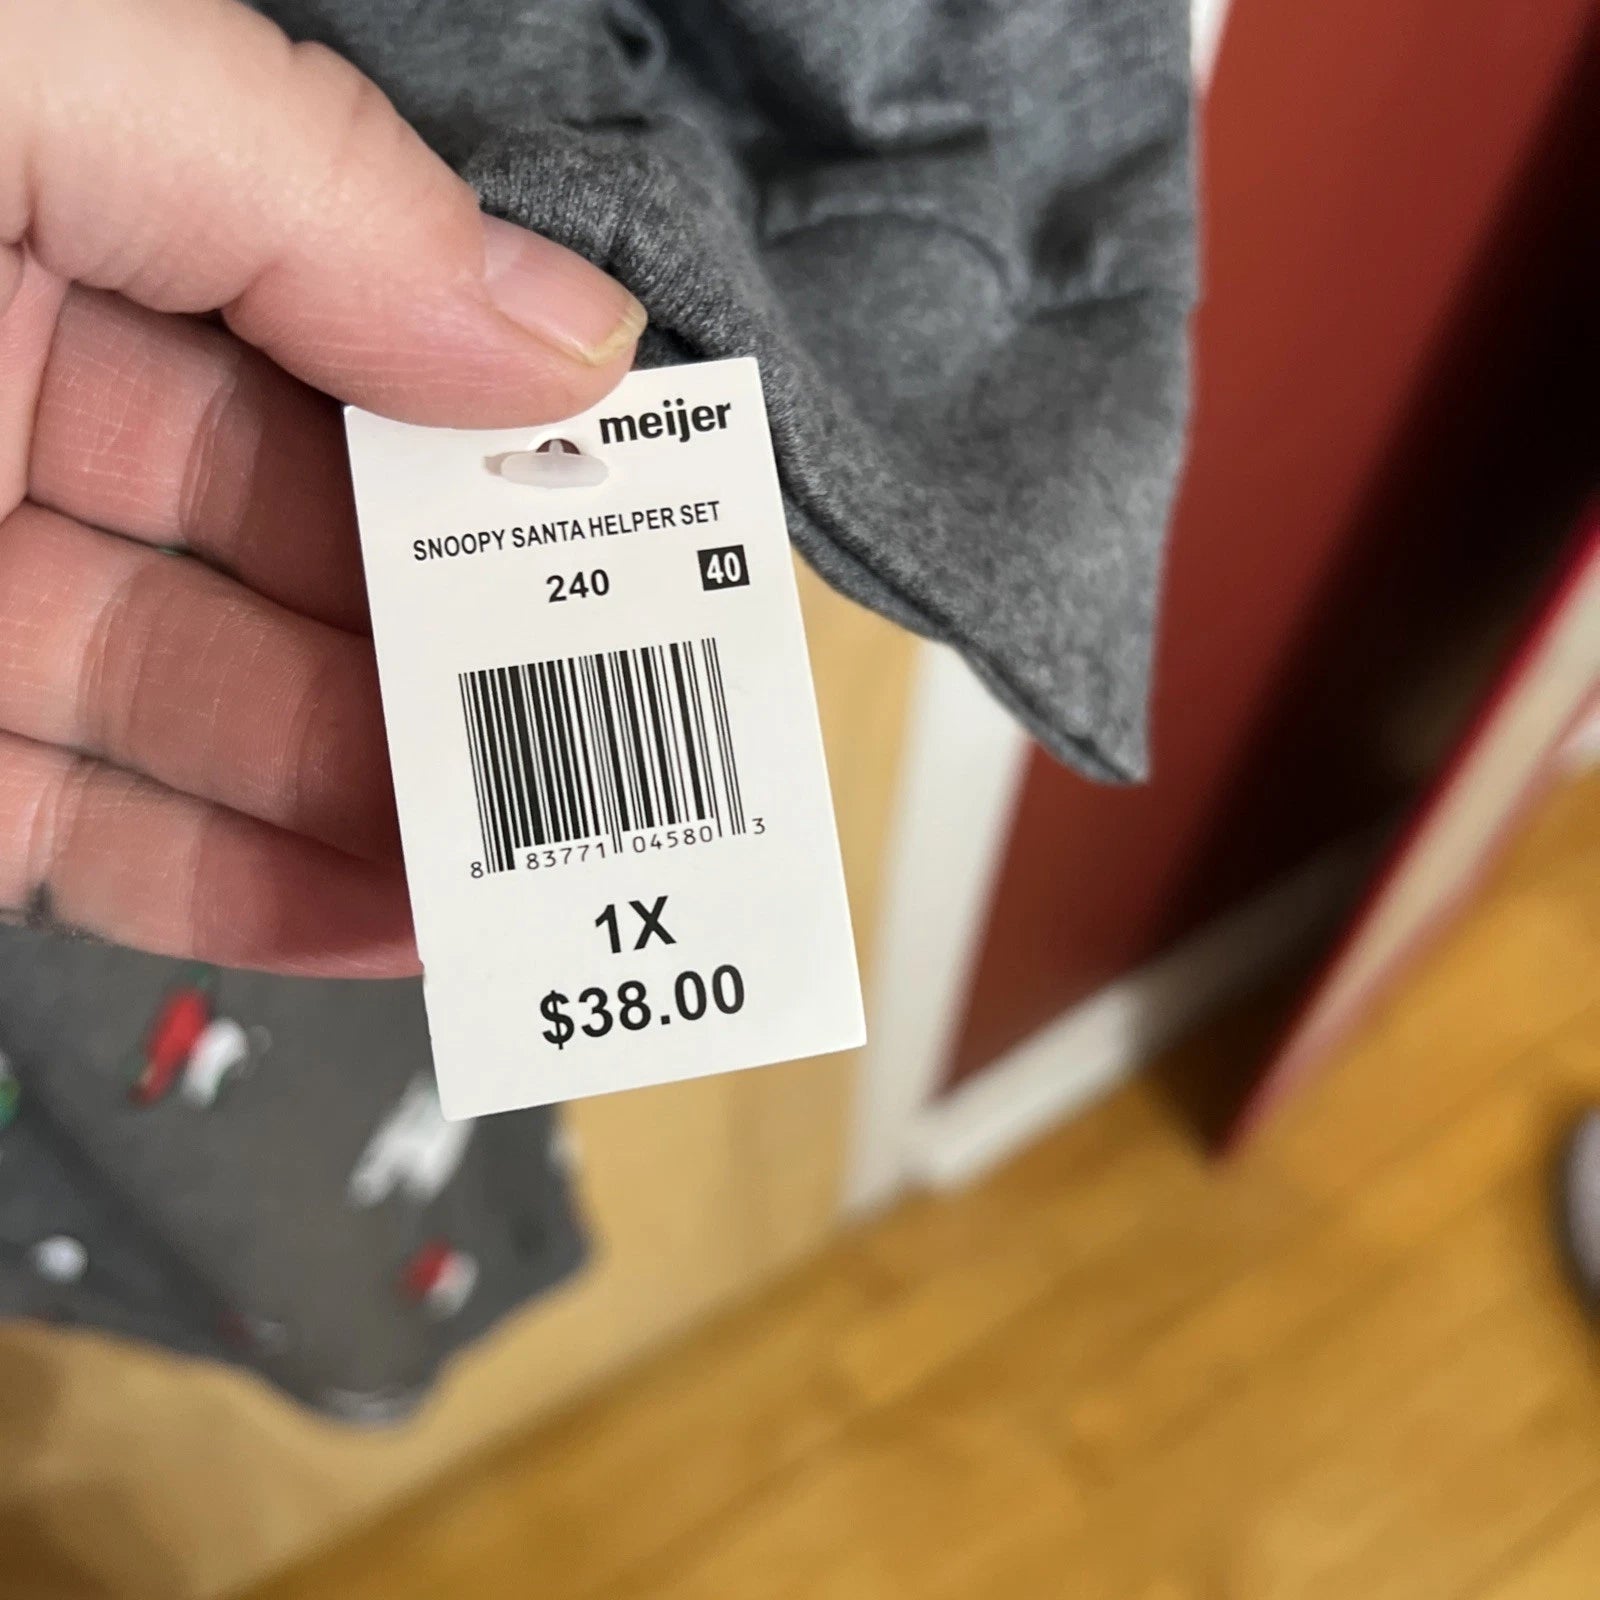 meijer
SNOOPY SANTA HELPER SET
240 40
8 83771 04580 3
1X
$38.00